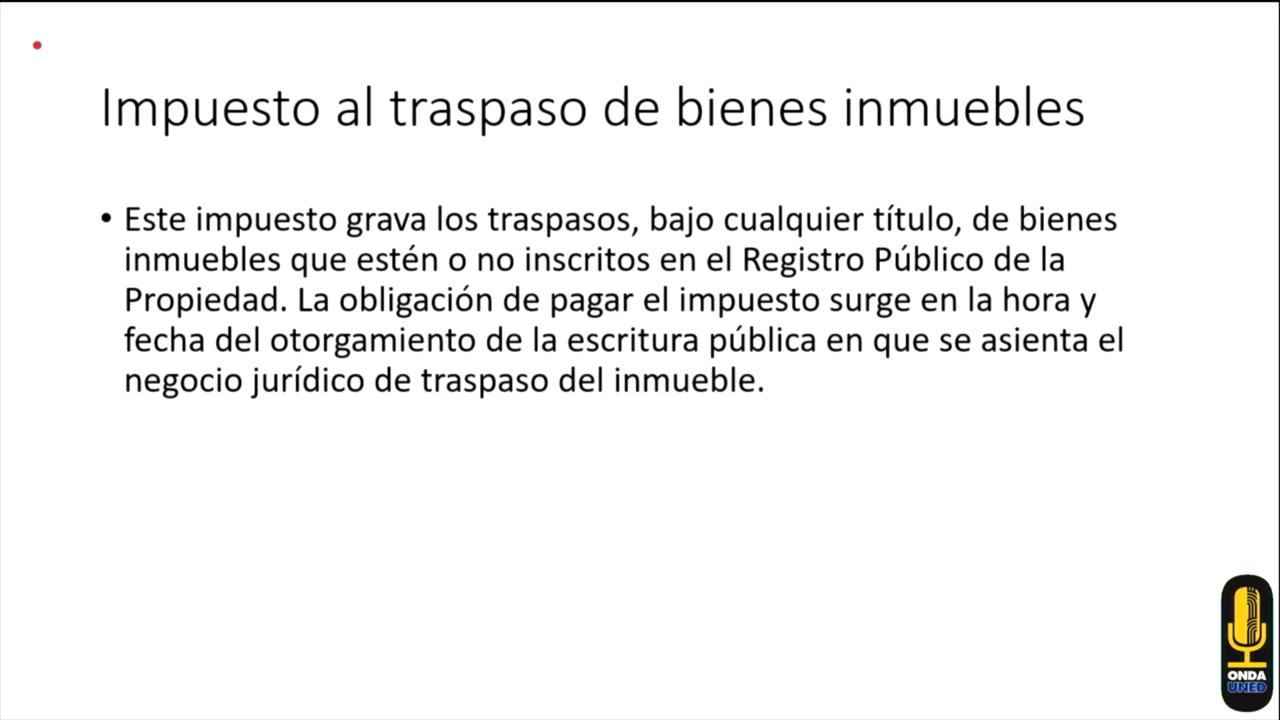 Impuesto al traspaso de bienes inmuebles
• Este impuesto grava los traspasos, bajo cualquier título, de bienes
inmuebles que estén o no inscritos en el Registro Público de la
Propiedad. La obligación de pagar el impuesto surge en la hora y
fecha del otorgamiento de la escritura pública en que se asienta el
negocio jurídico de traspaso del inmueble.
ONDA
UNED